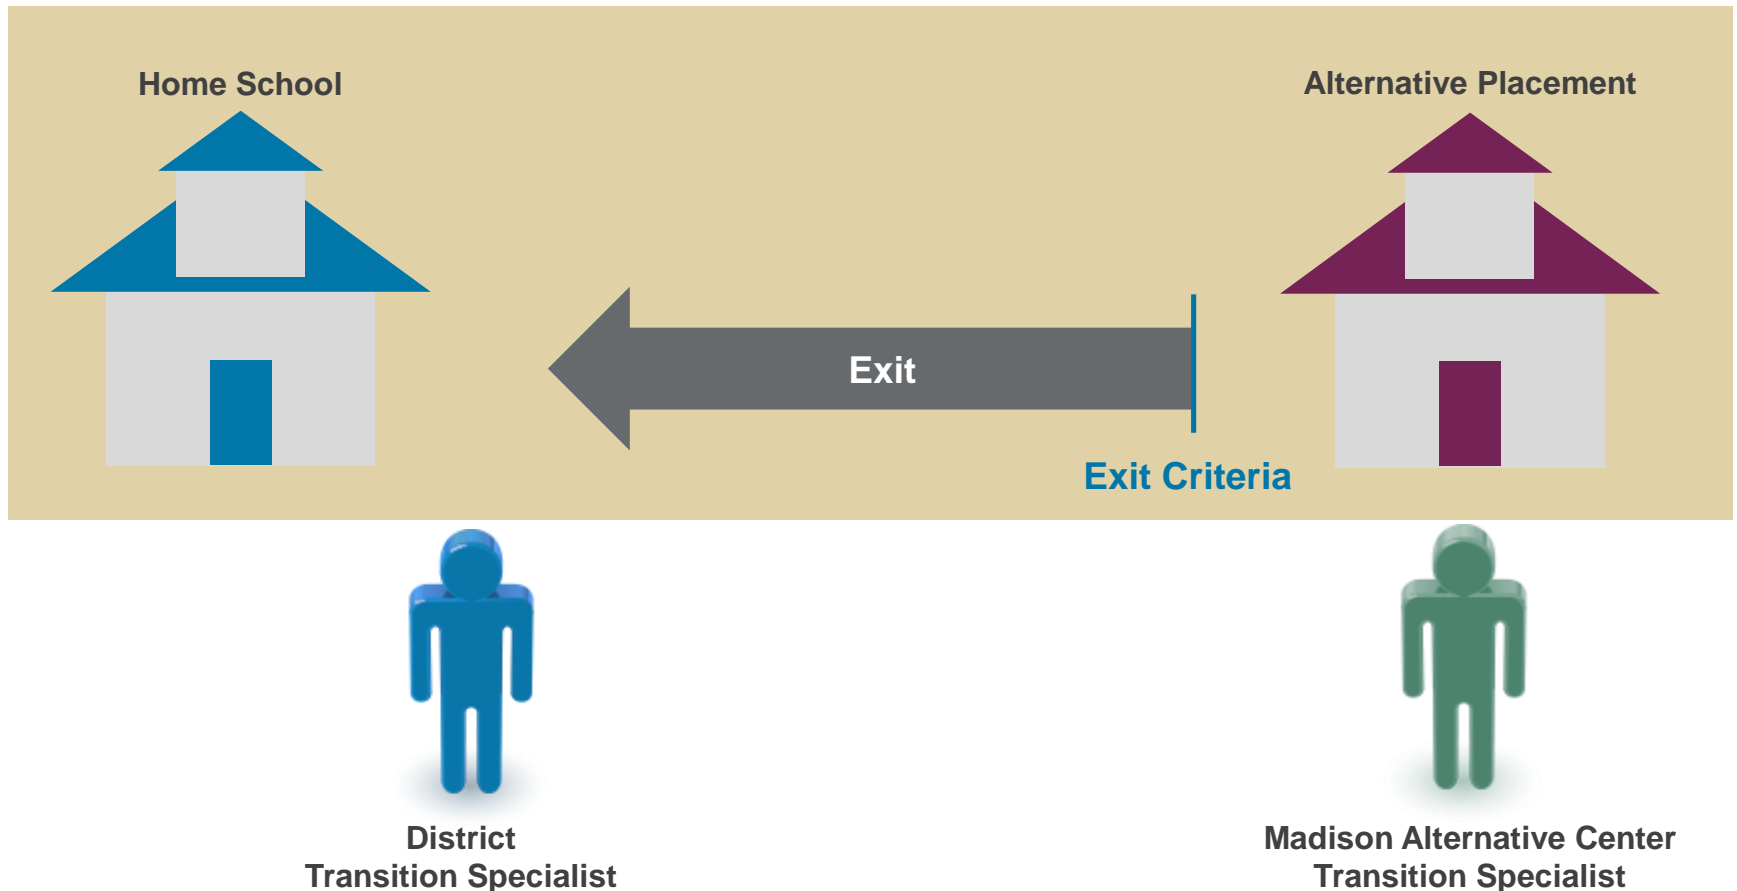 Home School
Alternative Placement
Exit
Exit Criteria
District
Transition Specialist
Madison Alternative Center
Transition Specialist